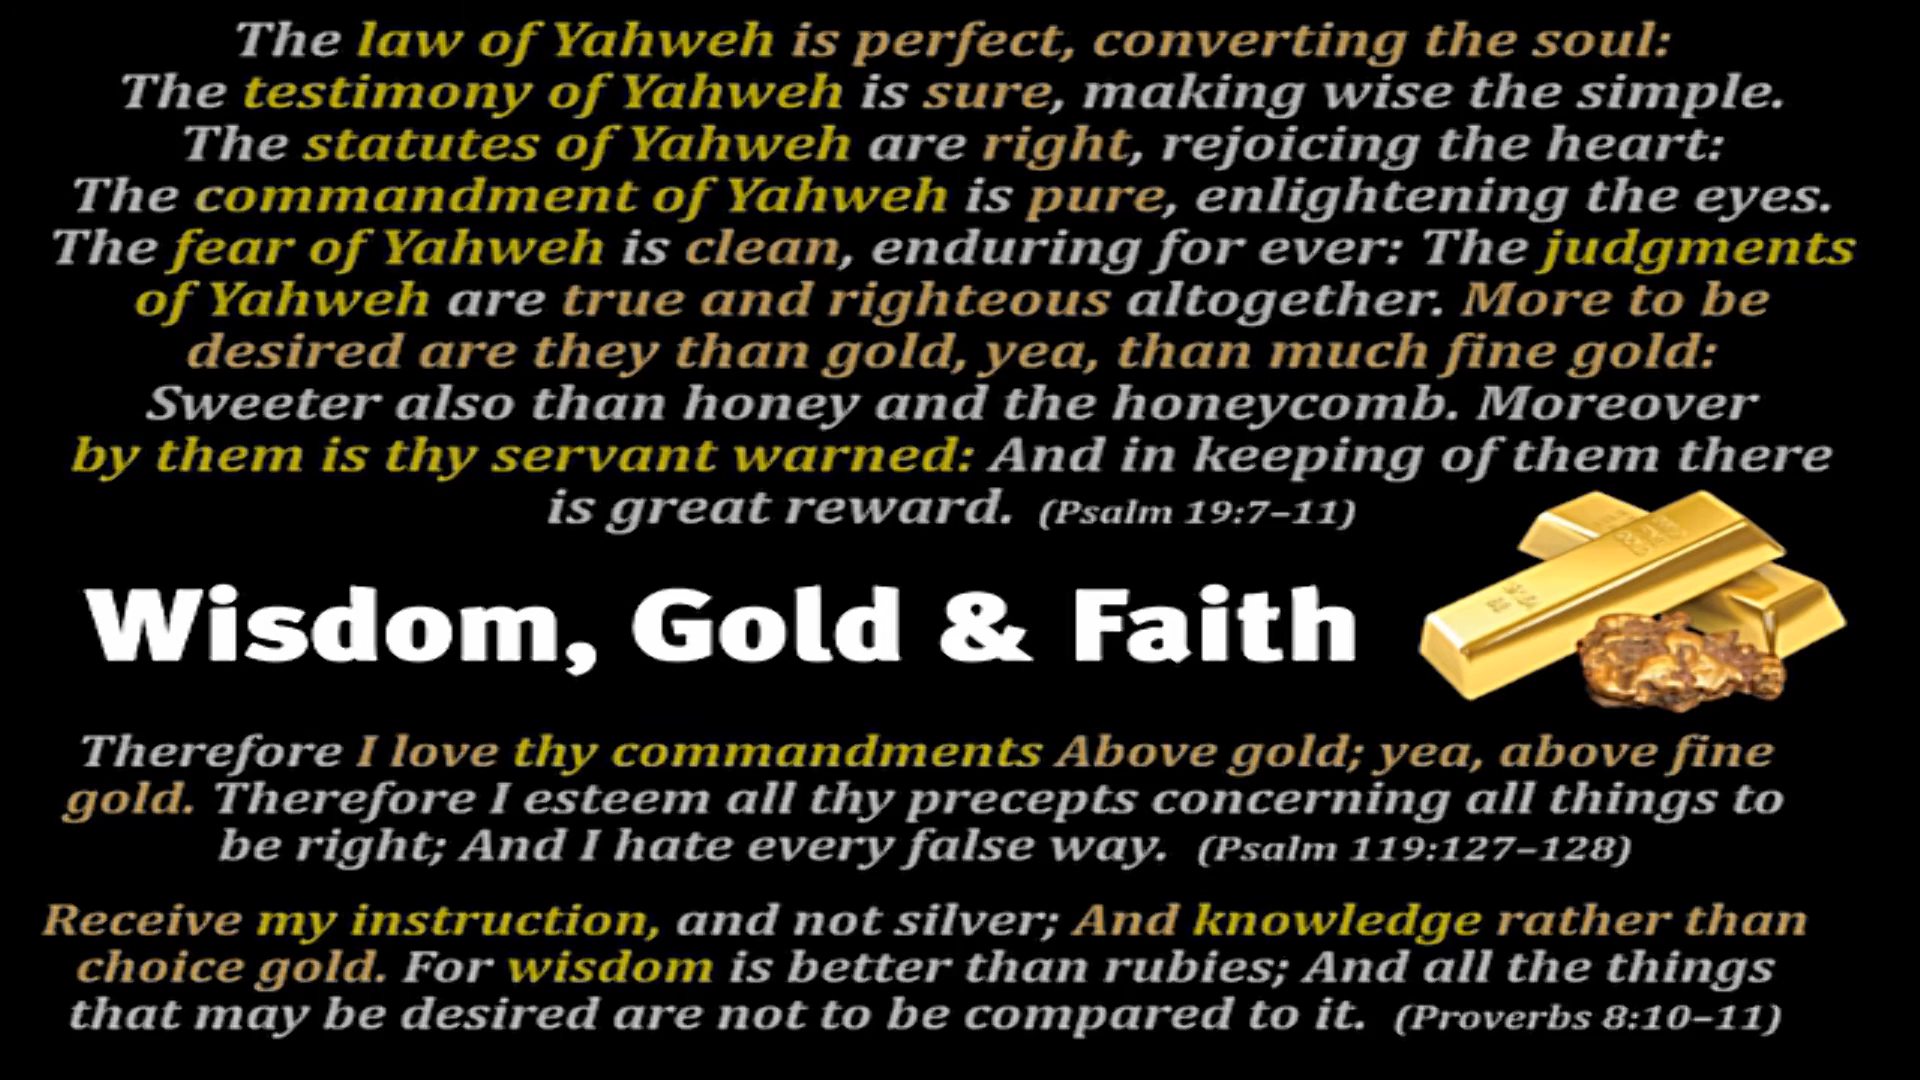 The law of Yahweh is perfect, converting the soul:
The testimony of Yahweh is sure, making wise the simple.
The statutes of Yahweh are right, rejoicing the heart:
The commandment of Yahweh is pure, enlightening the eyes.
The fear of Yahweh is clean, enduring for ever: The judgments
of Yahweh are true and righteous altogether. More to be
desired are they than gold, yea, than much fine gold:
Sweeter also than honey and the honeycomb. Moreover
by them is thy servant warned: And in keeping of them there
is great reward. (Psalm 19:7–11)
Wisdom, Gold & Faith
Therefore I love thy commandments Above gold; yea, above fine
gold. Therefore I esteem all thy precepts concerning all things to
be right; And I hate every false way. (Psalm 119:127–128)
Receive my instruction, and not silver; And knowledge rather than
choice gold. For wisdom is better than rubies; And all the things
that may be desired are not to be compared to it. (Proverbs 8:10–11)